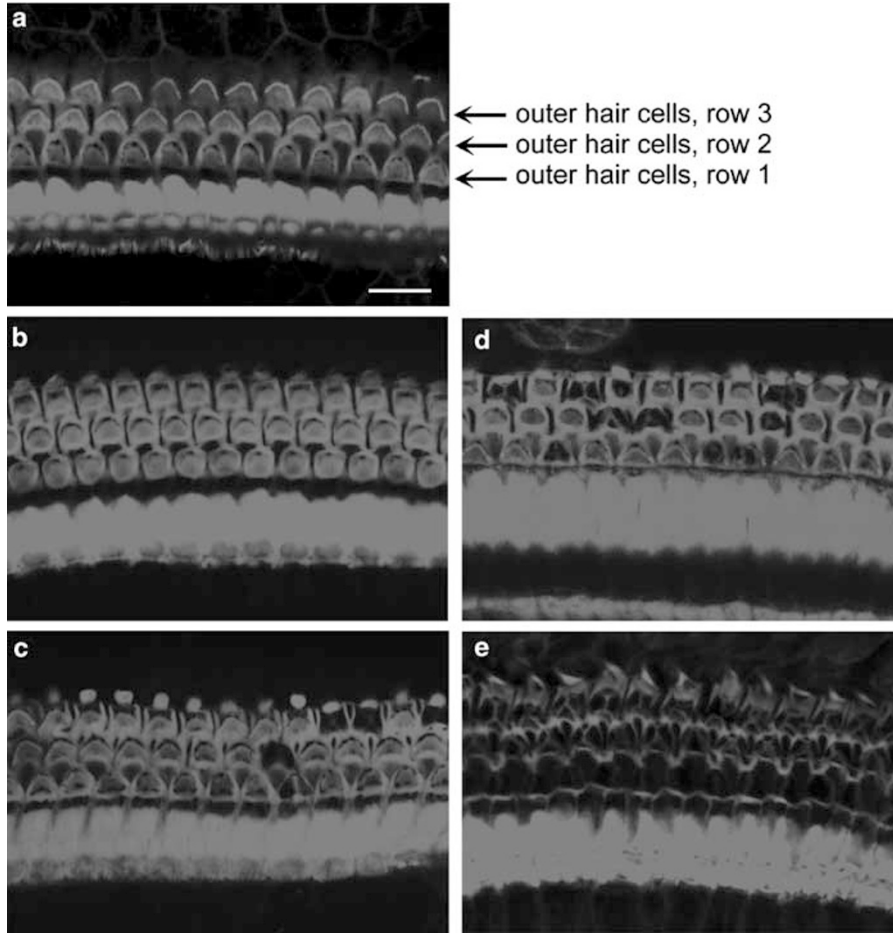 a
outer hair cells, row 3
outer hair cells, row 2
outer hair cells, row 1
b
d
c
e